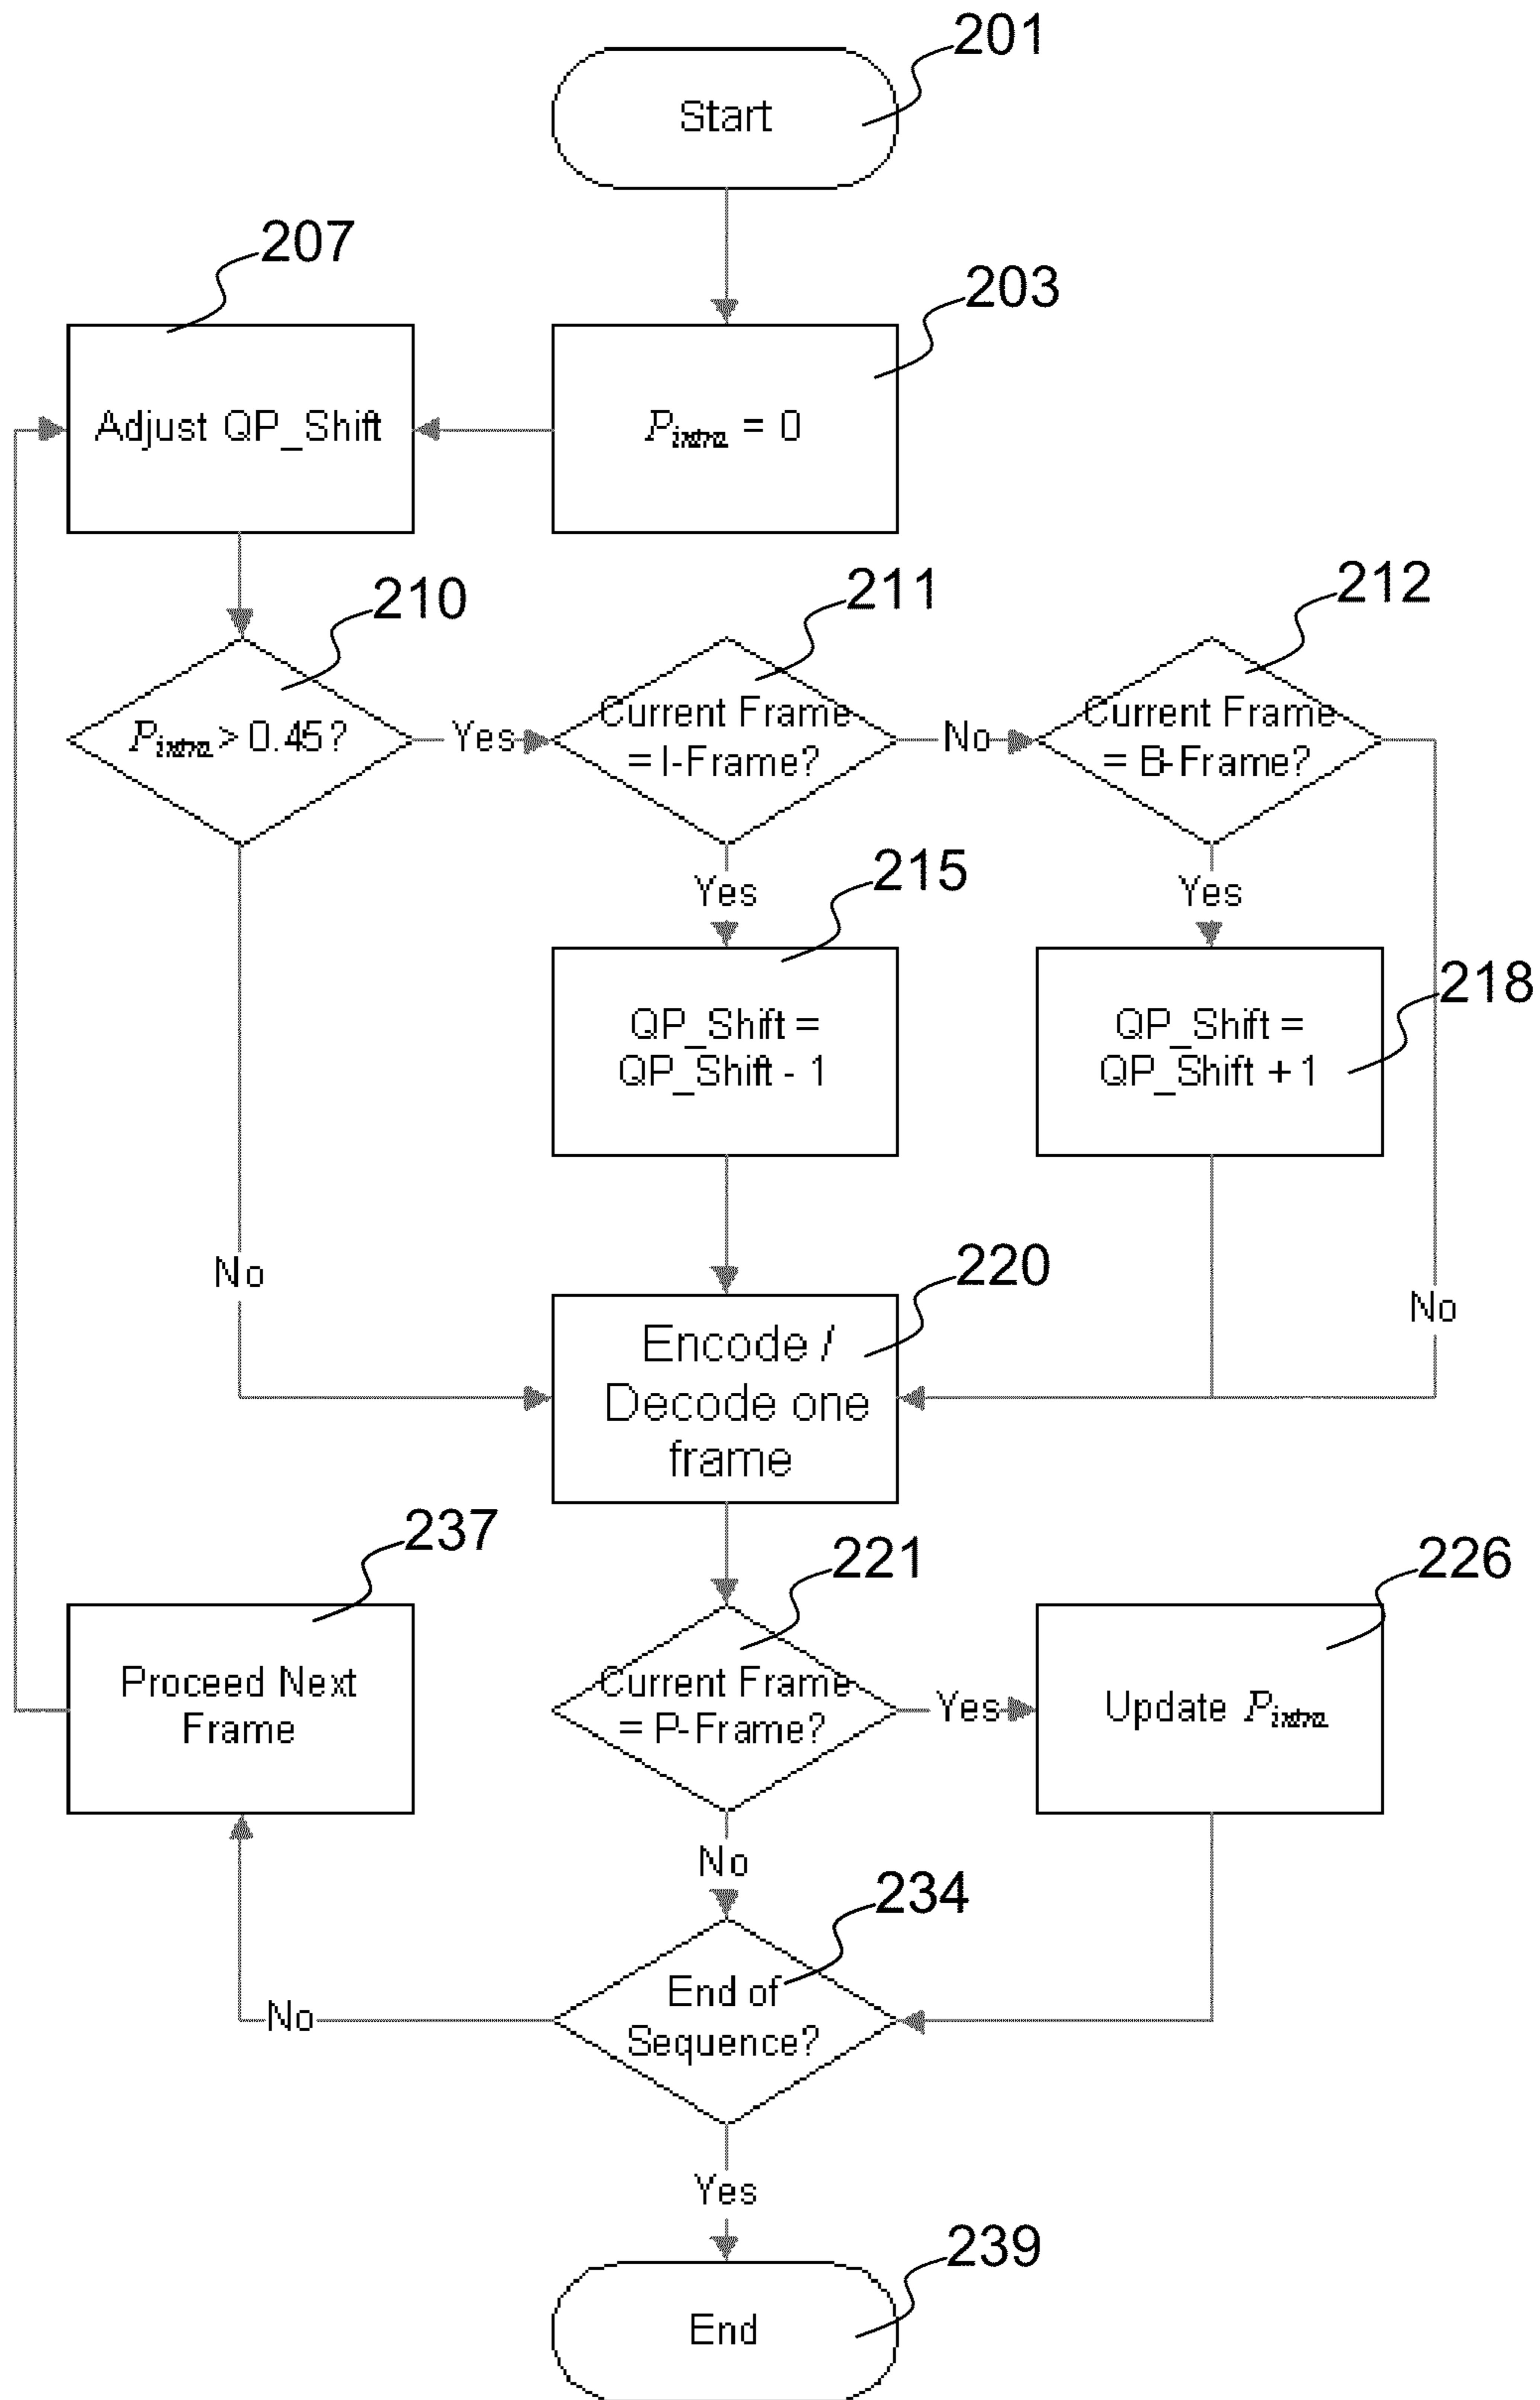 201
Start
207
203
Adjust QP_Shift
Pintra = 0
210
211
212
Pintra > 0.45?
Yes
Current Frame
= I-Frame?
No
Current Frame
= B-Frame?
Yes
215
Yes
218
QP_Shift =
QP_Shift - 1
QP_Shift =
QP_Shift + 1
No
220
No
Encode /
Decode one
frame
237
221
226
Proceed Next
Frame
Current Frame
= P-Frame?
Yes
Update Pintra
No
234
End of
Sequence?
No
Yes
239
End